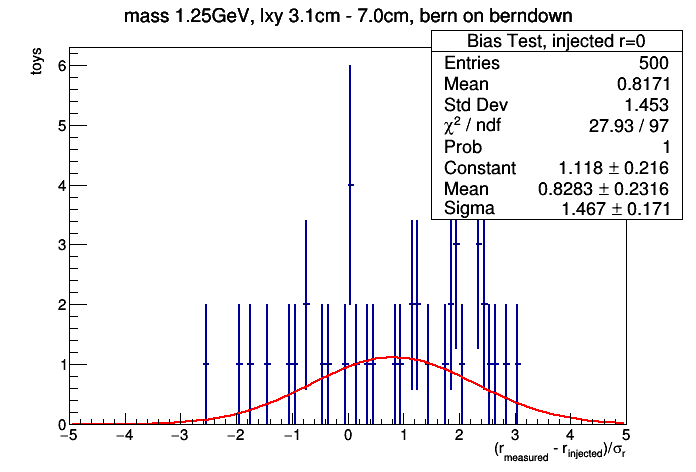 mass 1.25GeV, lxy 3.1cm - 7.0cm, bern on berndown
Bias Test, injected r=0
Entries 500
Mean 0.8171
Std Dev 1.453
χ² / ndf 27.93 / 97
Prob 1
Constant 1.118 ± 0.216
Mean 0.8283 ± 0.2316
Sigma 1.467 ± 0.171
toys
6
5
4
3
2
1
0
−5 −4 −3 −2 −1 0 1 2 3 4 5
(r_measured - r_injected)/σ_r